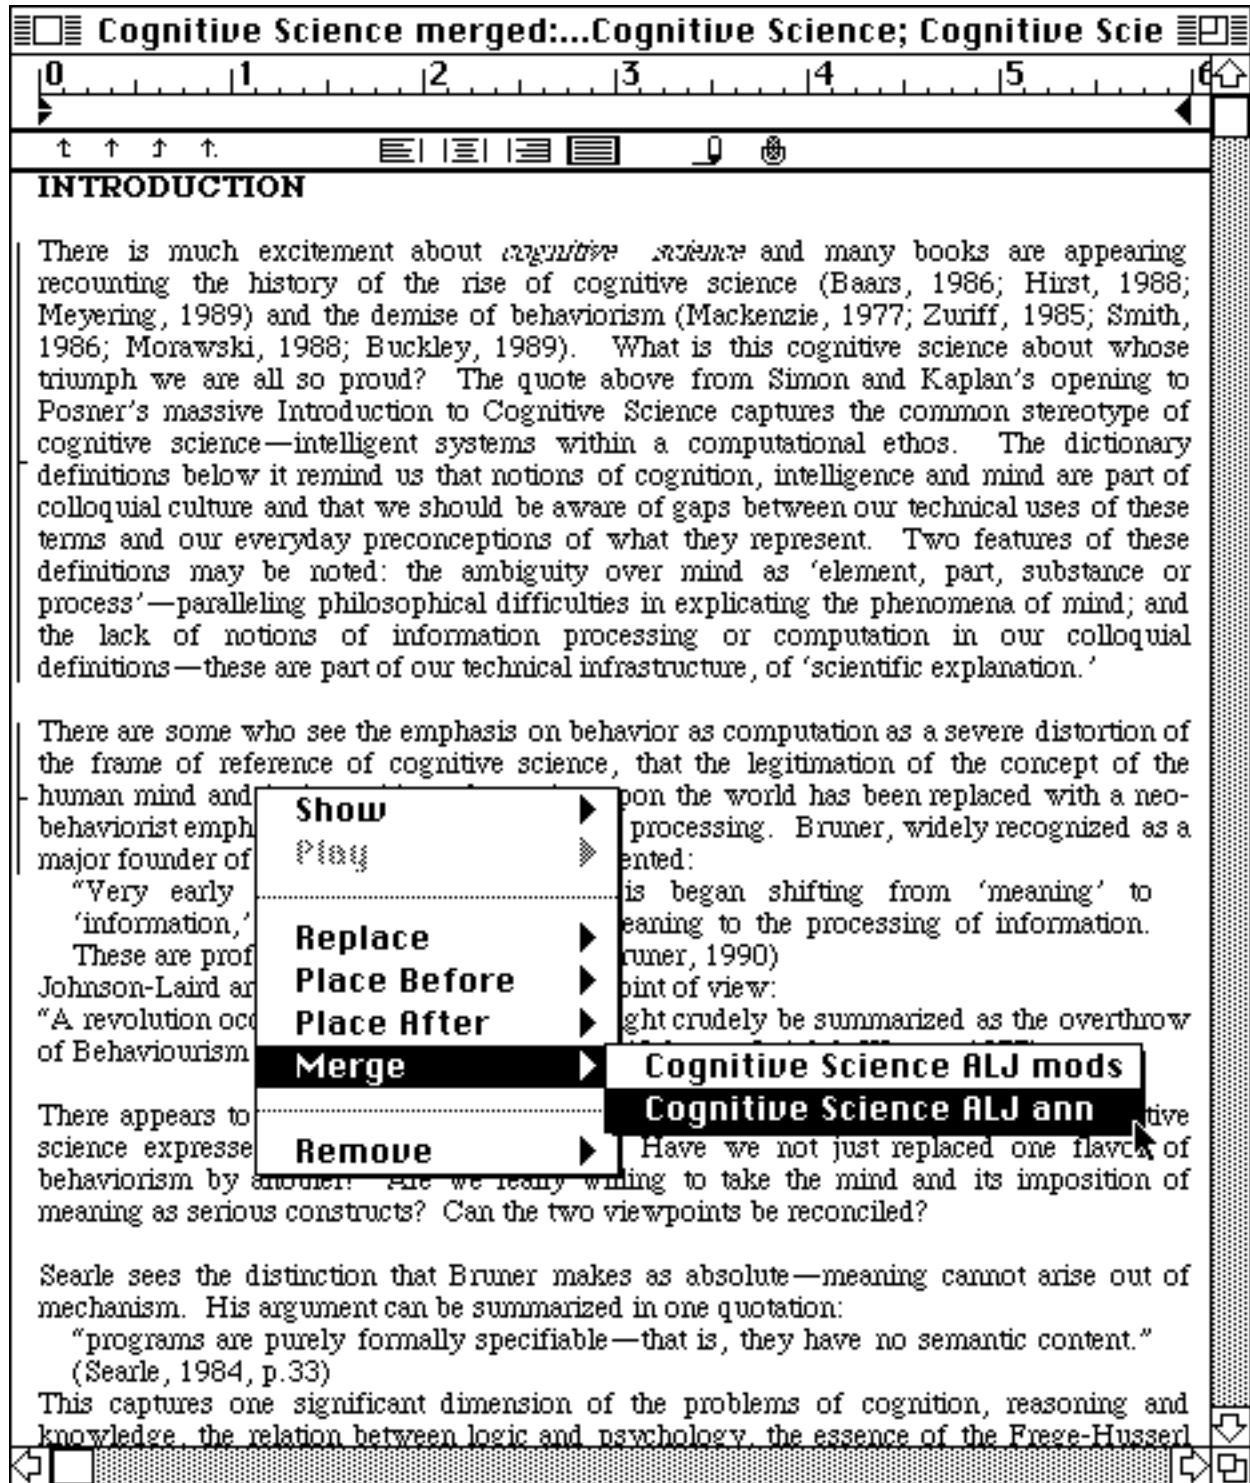 Cognitive Science merged:...Cognitive Science; Cognitive Scie
0 1 2 3 4 5 6
INTRODUCTION
There is much excitement about cognitive science and many books are appearing
recounting the history of the rise of cognitive science (Baars, 1986; Hirst, 1988;
Meyering, 1989) and the demise of behaviorism (Mackenzie, 1977; Zuriff, 1985; Smith,
1986; Morawski, 1988; Buckley, 1989). What is this cognitive science about whose
triumph we are all so proud? The quote above from Simon and Kaplan's opening to
Posner's massive Introduction to Cognitive Science captures the common stereotype of
cognitive science—intelligent systems within a computational ethos. The dictionary
definitions below it remind us that notions of cognition, intelligence and mind are part of
colloquial culture and that we should be aware of gaps between our technical uses of these
terms and our everyday preconceptions of what they represent. Two features of these
definitions may be noted: the ambiguity over mind as ‘element, part, substance or
process’—paralleling philosophical difficulties in explicating the phenomena of mind; and
the lack of notions of information processing or computation in our colloquial
definitions—these are part of our technical infrastructure, of ‘scientific explanation.’
There are some who see the emphasis on behavior as computation as a severe distortion of
the frame of reference of cognitive science, that the legitimation of the concept of the
human mind and pon the world has been replaced with a neo-
behaviorist emph processing. Bruner, widely recognized as a
major founder of ented:
“Very early is began shifting from ‘meaning’ to
‘information,’ eaning to the processing of information.
These are prof runer, 1990)
Johnson-Laird an oint of view:
“A revolution occ ght crudely be summarized as the overthrow
of Behaviourism
There appears to tive
science expresse Have we not just replaced one flavor of
behaviorism by another? Are we really willing to take the mind and its imposition of
meaning as serious constructs? Can the two viewpoints be reconciled?
Searle sees the distinction that Bruner makes as absolute—meaning cannot arise out of
mechanism. His argument can be summarized in one quotation:
“programs are purely formally specifiable—that is, they have no semantic content.”
(Searle, 1984, p.33)
This captures one significant dimension of the problems of cognition, reasoning and
knowledge, the relation between logic and psychology, the essence of the Frege-Husserl
Show
Play
Replace
Place Before
Place After
Merge
Remove
Cognitive Science ALJ mods
Cognitive Science ALJ ann